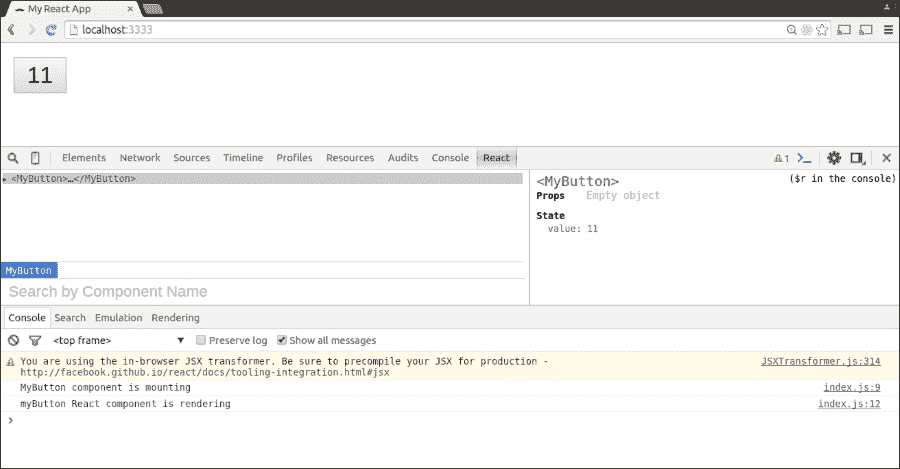 My React App
localhost:3333
11
Elements Network Sources Timeline Profiles Resources Audits Console React 1
<MyButton>…</MyButton>
<MyButton>
($r in the console)
Props Empty object
State
value: 11
MyButton
Search by Component Name
Console Search Emulation Rendering
<top frame> Preserve log Show all messages
You are using the in-browser JSX transformer. Be sure to precompile your JSX for production - JSXTransformer.js:314
http://facebook.github.io/react/docs/tooling-integration.html#jsx
MyButton component is mounting index.js:9
myButton React component is rendering index.js:12